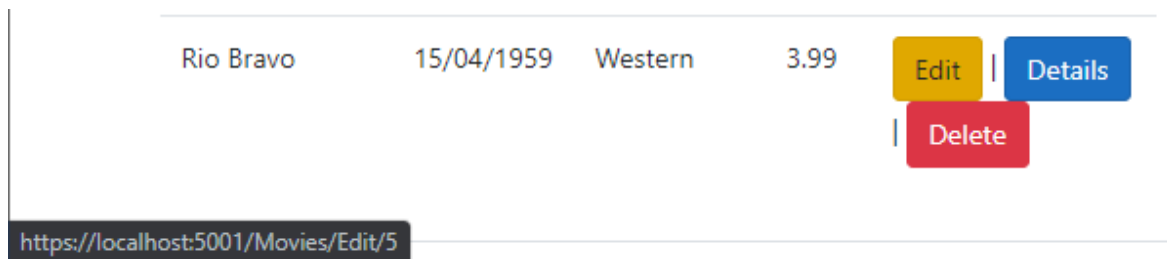 Rio Bravo 15/04/1959 Western 3.99 Edit | Details
| Delete
https://localhost:5001/Movies/Edit/5